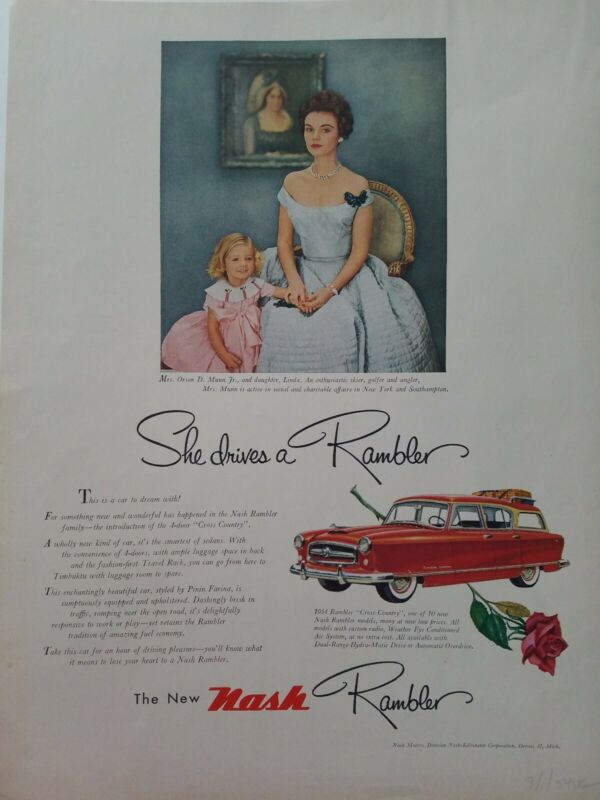 Mrs. Orson D. Munn Jr., and daughter, Linda. An enthusiastic skier, golfer and angler,
Mrs. Munn is active in social and charitable affairs in New York and Southampton.
She drives a Rambler
This is a car to dream with!
For something new and wonderful has happened in the Nash Rambler
family—the introduction of the 4-door "Cross Country".
A wholly new kind of car, it's the smartest of sedans. With
the convenience of 4-doors, with ample luggage space in back
and the fashion-first Travel Rack, you can go from here to
Timbuktu with luggage room to spare.
This enchantingly beautiful car, styled by Pinin Farina, is
sumptuously equipped and upholstered. Dashingly brisk in
traffic, romping over the open road, it's delightfully
responsive to work or play—yet retains the Rambler
tradition of amazing fuel economy.
Take this car for an hour of driving pleasure—you'll know what
it means to lose your heart to a Nash Rambler.
1954 Rambler "Cross Country", one of 10 new
Nash Rambler models, many at new low prices. All
models with custom radio, Weather Eye Conditioned
Air System, at no extra cost. All available with
Dual-Range Hydra-Matic Drive or Automatic Overdrive.
The New Nash Rambler
Nash Motors, Division Nash-Kelvinator Corporation, Detroit 32, Mich.